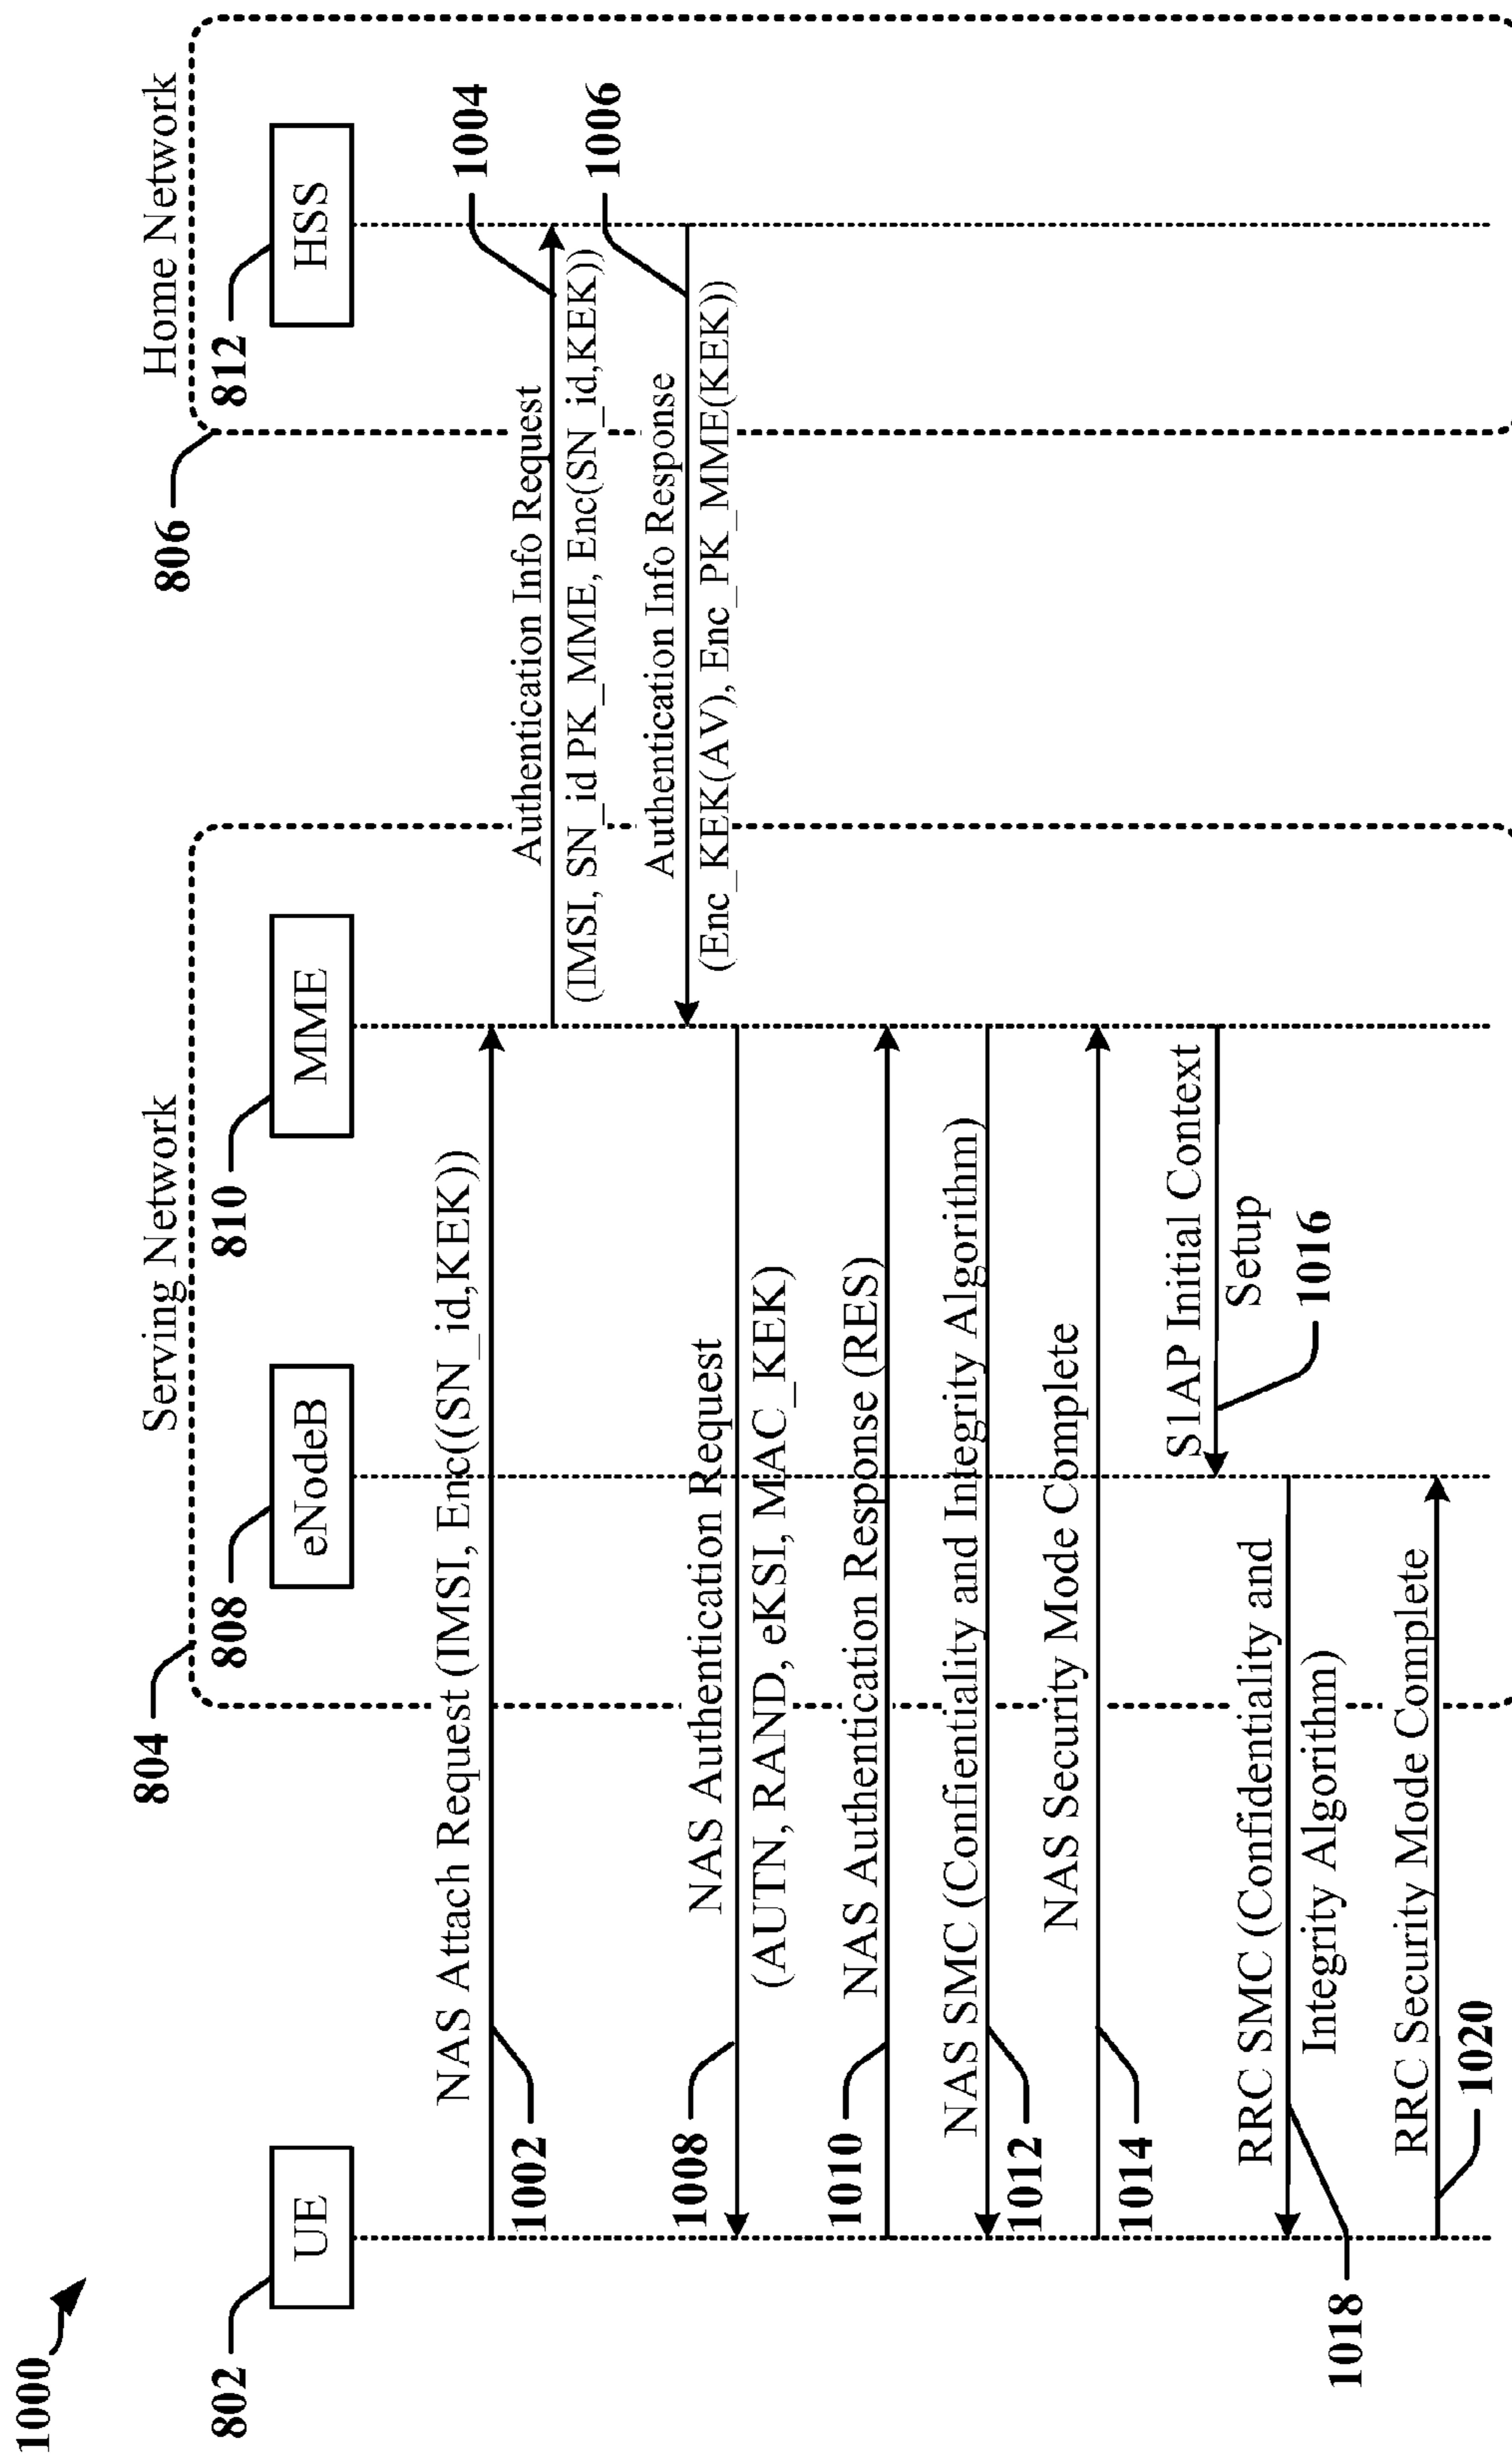 1000
Serving Network
Home Network
804
806
802
808
810
812
UE
eNodeB
MME
HSS
NAS Attach Request (IMSI, Enc((SN_id,KEK))
1002
Authentication Info Request
1004
(IMSI, SN_id PK_MME, Enc(SN_id,KEK))
Authentication Info Response
1006
(Enc_KEK(AV), Enc_PK_MME(KEK))
1008
NAS Authentication Request
(AUTN, RAND, eKSI, MAC_KEK)
1010
NAS Authentication Response (RES)
NAS SMC (Confientiality and Integrity Algorithm)
1012
NAS Security Mode Complete
1014
S1AP Initial Context
Setup
1016
RRC SMC (Confidentiality and
Integrity Algorithm)
1018
RRC Security Mode Complete
1020